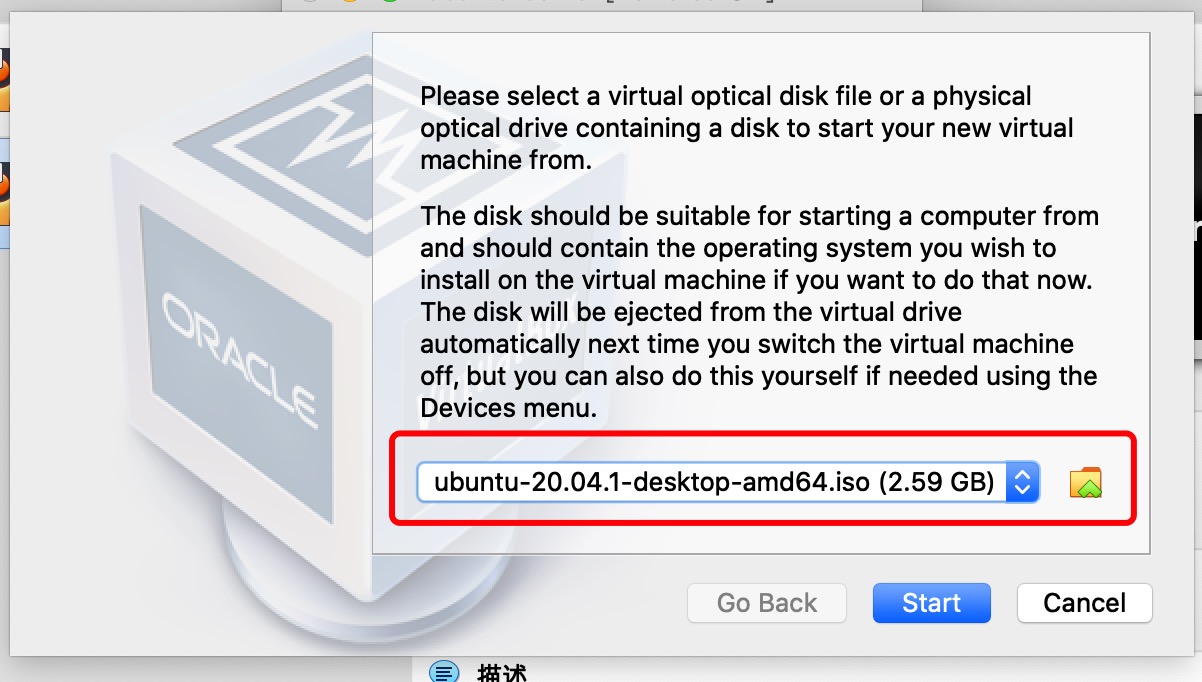 Please select a virtual optical disk file or a physical
optical drive containing a disk to start your new virtual
machine from.
The disk should be suitable for starting a computer from
and should contain the operating system you wish to
install on the virtual machine if you want to do that now.
The disk will be ejected from the virtual drive
automatically next time you switch the virtual machine
off, but you can also do this yourself if needed using the
Devices menu.
ORACLE
ubuntu-20.04.1-desktop-amd64.iso (2.59 GB)
Go Back
Start
Cancel
描述